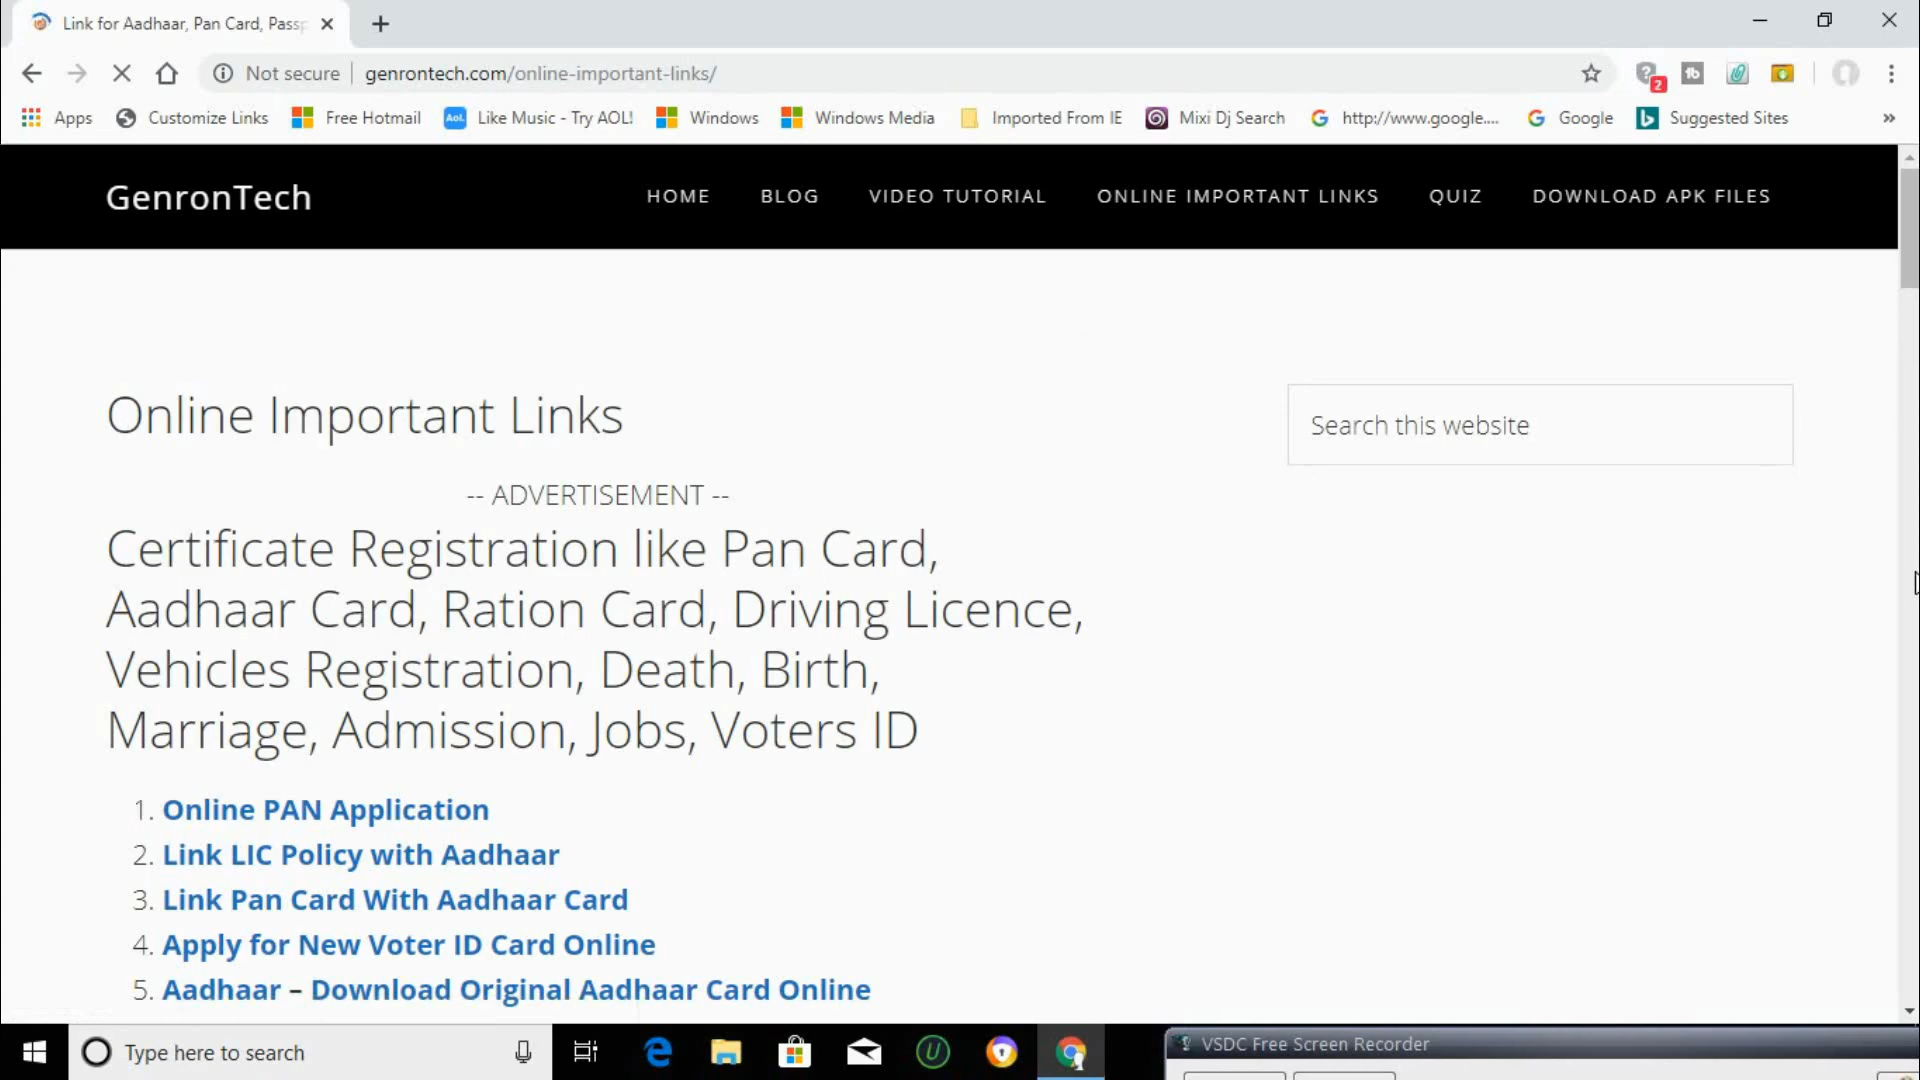 Link for Aadhaar, Pan Card, Passp
Not secure
genrontech.com/online-important-links/
2
Apps
Customize Links
Free Hotmail
Aol.
Like Music - Try AOL!
Windows
Windows Media
Imported From IE
Mixi Dj Search
http://www.google....
Google
Suggested Sites
»
GenronTech
HOME
BLOG
VIDEO TUTORIAL
ONLINE IMPORTANT LINKS
QUIZ
DOWNLOAD APK FILES
Online Important Links
Search this website
-- ADVERTISEMENT --
Certificate Registration like Pan Card,
Aadhaar Card, Ration Card, Driving Licence,
Vehicles Registration, Death, Birth,
Marriage, Admission, Jobs, Voters ID
1. Online PAN Application
2. Link LIC Policy with Aadhaar
3. Link Pan Card With Aadhaar Card
4. Apply for New Voter ID Card Online
5. Aadhaar – Download Original Aadhaar Card Online
Type here to search
VSDC Free Screen Recorder